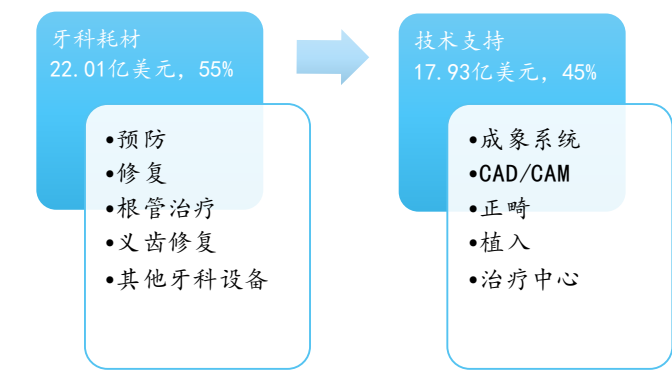 牙科耗材
22.01亿美元，55%
•预防
•修复
•根管治疗
•义齿修复
•其他牙科设备
技术支持
17.93亿美元，45%
•成象系统
•CAD/CAM
•正畸
•植入
•治疗中心